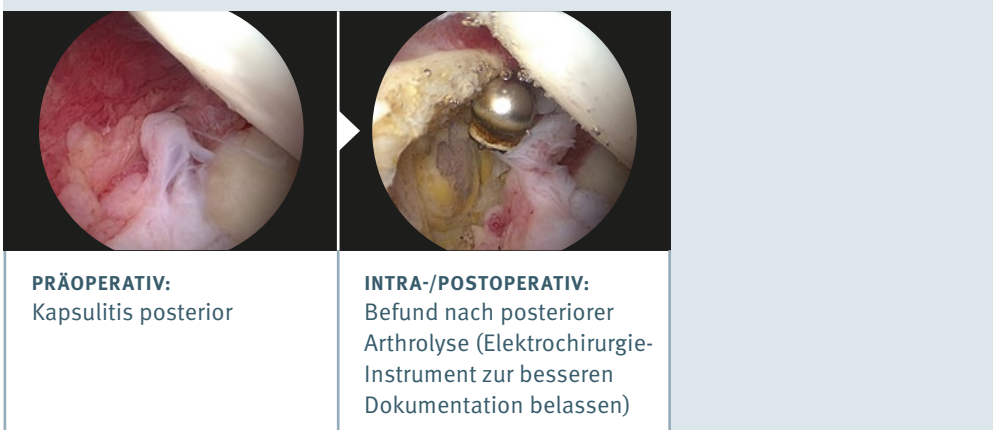 PRÄOPERATIV:
Kapsulitis posterior
INTRA-/POSTOPERATIV:
Befund nach posteriorer
Arthrolyse (Elektrochirurgie-
Instrument zur besseren
Dokumentation belassen)